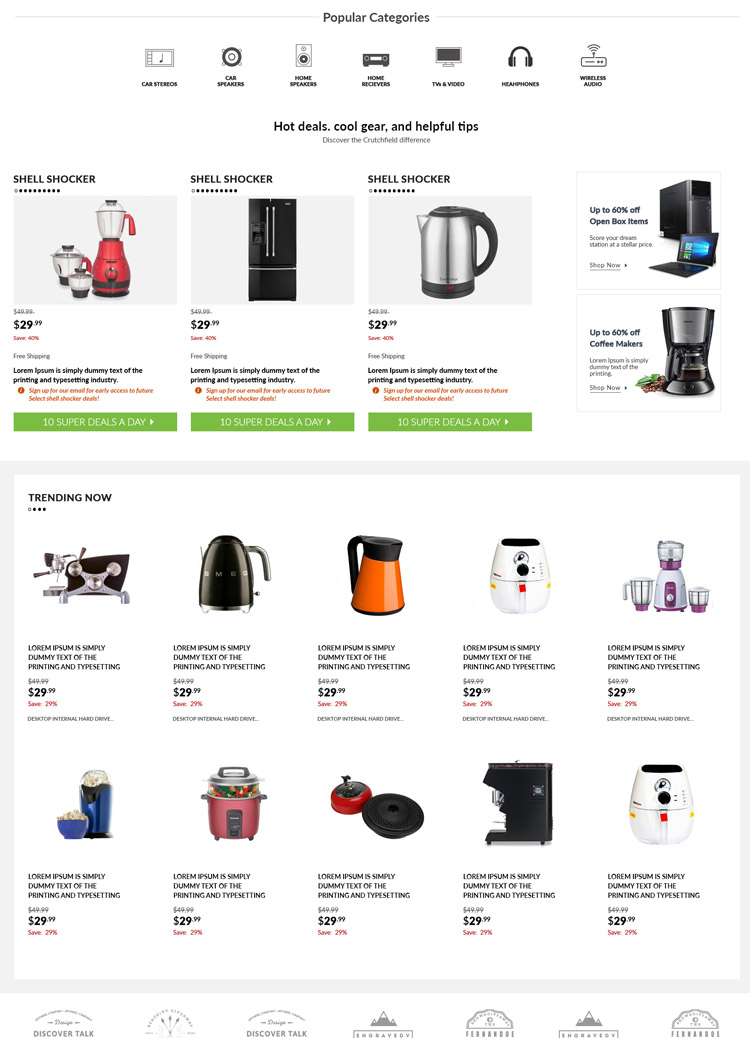 Popular Categories
CAR STEREOS
CAR
SPEAKERS
HOME
SPEAKERS
HOME
RECIEVERS
TVs & VIDEO
HEAHPHONES
WIRELESS
AUDIO
Hot deals. cool gear, and helpful tips
Discover the Crutchfield difference
SHELL SHOCKER
$49.99
$29.99
Save: 40%
Free Shipping
Lorem Ipsum is simply dummy text of the
printing and typesetting industry.
Sign up for our email for early access to future
Select shell shocker deals!
10 SUPER DEALS A DAY
SHELL SHOCKER
$49.99
$29.99
Save: 40%
Free Shipping
Lorem Ipsum is simply dummy text of the
printing and typesetting industry.
Sign up for our email for early access to future
Select shell shocker deals!
10 SUPER DEALS A DAY
SHELL SHOCKER
$49.99
$29.99
Save: 40%
Free Shipping
Lorem Ipsum is simply dummy text of the
printing and typesetting industry.
Sign up for our email for early access to future
Select shell shocker deals!
10 SUPER DEALS A DAY
Up to 60% off
Open Box Items
Score your dream
station at a stellar price.
Shop Now
Up to 60% off
Coffee Makers
Lorem Ipsum is simply
dummy text of the
printing.
Shop Now
TRENDING NOW
SMEG
LOREM IPSUM IS SIMPLY
DUMMY TEXT OF THE
PRINTING AND TYPESETTING
$49.99
$29.99
Save: 29%
DESKTOP INTERNAL HARD DRIVE...
LOREM IPSUM IS SIMPLY
DUMMY TEXT OF THE
PRINTING AND TYPESETTING
$49.99
$29.99
Save: 29%
DESKTOP INTERNAL HARD DRIVE...
LOREM IPSUM IS SIMPLY
DUMMY TEXT OF THE
PRINTING AND TYPESETTING
$49.99
$29.99
Save: 29%
DESKTOP INTERNAL HARD DRIVE...
LOREM IPSUM IS SIMPLY
DUMMY TEXT OF THE
PRINTING AND TYPESETTING
$49.99
$29.99
Save: 29%
DESKTOP INTERNAL HARD DRIVE...
LOREM IPSUM IS SIMPLY
DUMMY TEXT OF THE
PRINTING AND TYPESETTING
$49.99
$29.99
Save: 29%
DESKTOP INTERNAL HARD DRIVE...
LOREM IPSUM IS SIMPLY
DUMMY TEXT OF THE
PRINTING AND TYPESETTING
$49.99
$29.99
Save: 29%
LOREM IPSUM IS SIMPLY
DUMMY TEXT OF THE
PRINTING AND TYPESETTING
$49.99
$29.99
Save: 29%
LOREM IPSUM IS SIMPLY
DUMMY TEXT OF THE
PRINTING AND TYPESETTING
$49.99
$29.99
Save: 29%
LOREM IPSUM IS SIMPLY
DUMMY TEXT OF THE
PRINTING AND TYPESETTING
$49.99
$29.99
Save: 29%
LOREM IPSUM IS SIMPLY
DUMMY TEXT OF THE
PRINTING AND TYPESETTING
$49.99
$29.99
Save: 29%
Design
DISCOVER TALK
Design
DISCOVER TALK
ENGRAVEDY
TWO
FERNANDOE
ENGRAVEDY
TWO
FERNANDOE